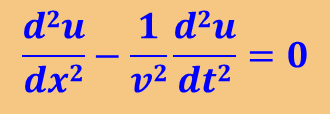 d²u/dx² − 1/v² d²u/dt² = 0